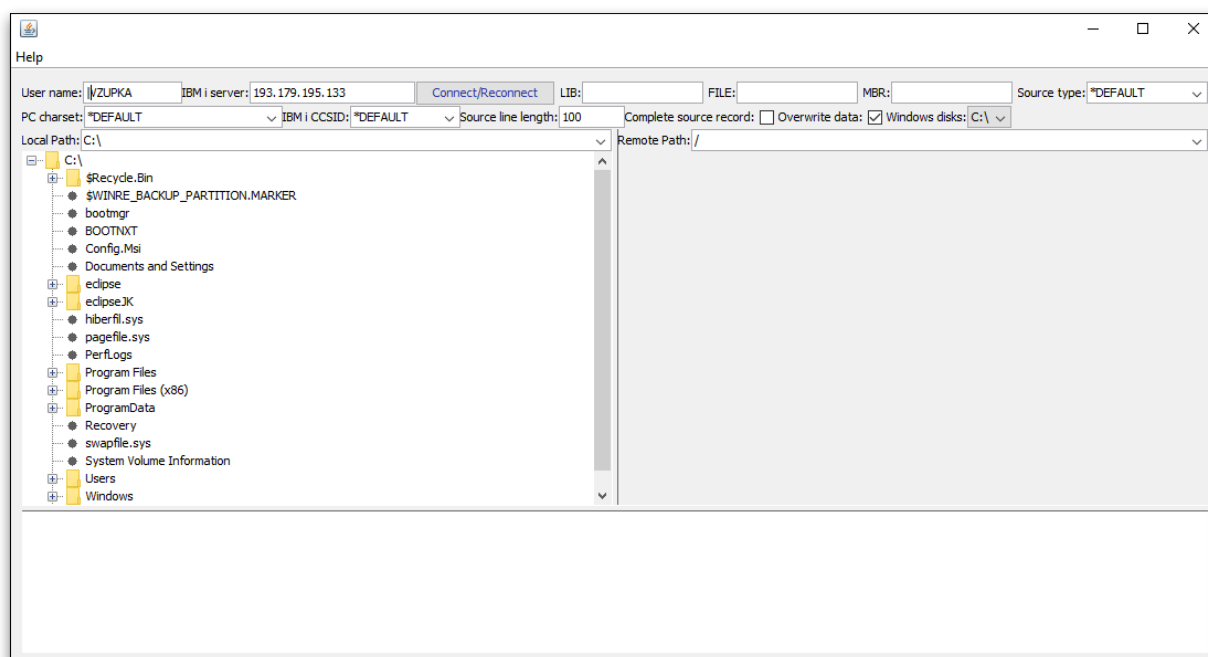 Help
User name: VZUPKA IBM i server: 193.179.195.133 Connect/Reconnect LIB: FILE: MBR: Source type: *DEFAULT
PC charset: *DEFAULT IBM i CCSID: *DEFAULT Source line length: 100 Complete source record: Overwrite data: Windows disks: C:\
Local Path: C:\ Remote Path: /
C:\
$Recycle.Bin
$WINRE_BACKUP_PARTITION.MARKER
bootmgr
BOOTNXT
Config.Msi
Documents and Settings
eclipse
eclipseJK
hiberfil.sys
pagefile.sys
PerfLogs
Program Files
Program Files (x86)
ProgramData
Recovery
swapfile.sys
System Volume Information
Users
Windows